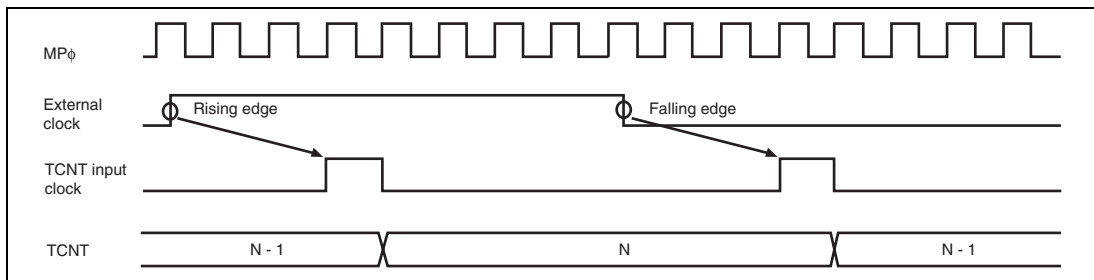 MPφ
External
clock
Rising edge
Falling edge
TCNT input
clock
TCNT
N - 1
N
N - 1